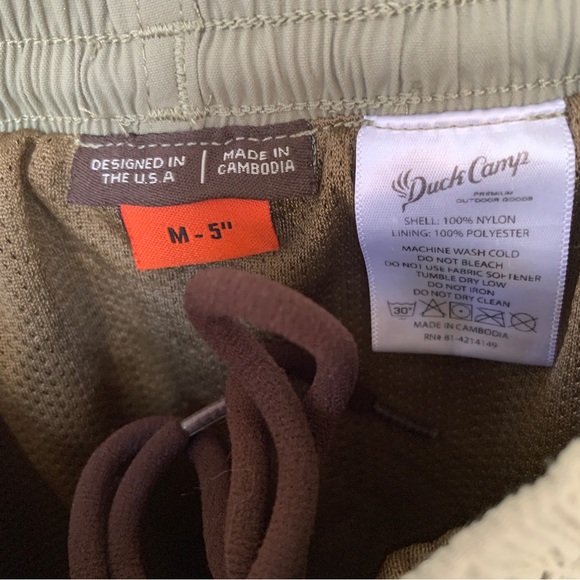 DESIGNED IN
THE U.S.A
MADE IN
CAMBODIA
M - 5"
Duck Camp
PREMIUM
OUTDOOR GOODS
SHELL: 100% NYLON
LINING: 100% POLYESTER
MACHINE WASH COLD
DO NOT BLEACH
DO NOT USE FABRIC SOFTENER
TUMBLE DRY LOW
DO NOT IRON
DO NOT DRY CLEAN
30°
MADE IN CAMBODIA
RN# 81-4214149